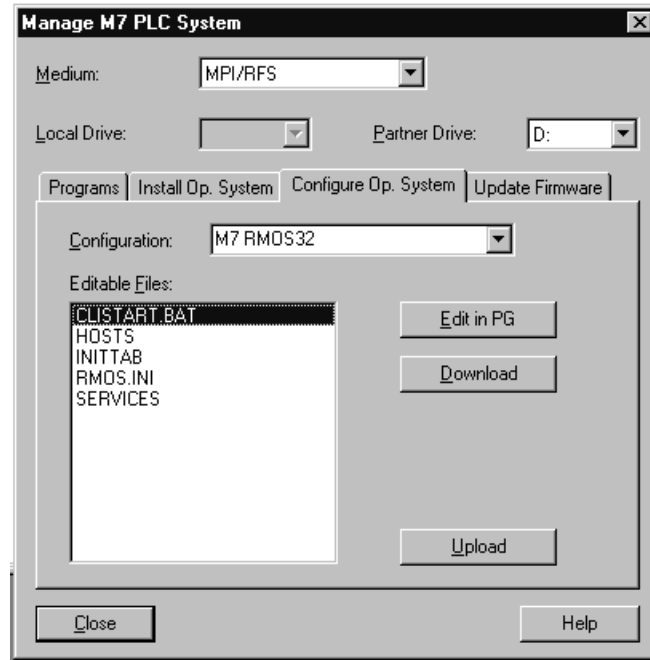 Manage M7 PLC System
Medium: MPI/RFS
Local Drive: Partner Drive: D:
Programs Install Op. System Configure Op. System Update Firmware
Configuration: M7 RMOS32
Editable Files:
CLISTART.BAT
Edit in PG
HOSTS
INITTAB
RMOS.INI
Download
SERVICES
Upload
Close Help